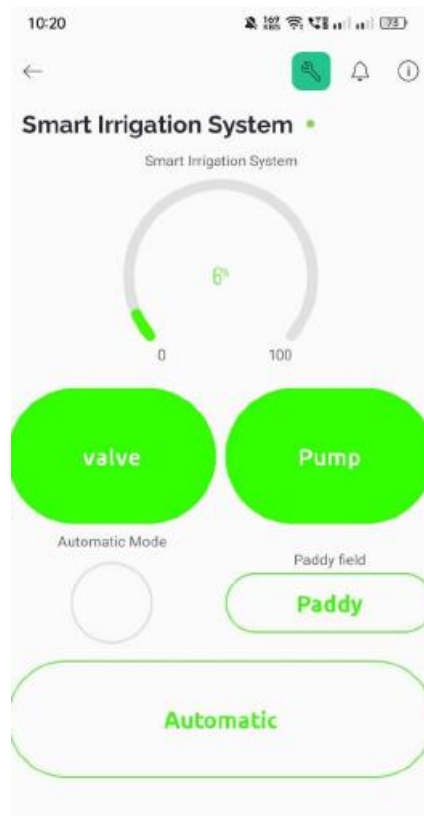 10:20
73
Smart Irrigation System
Smart Irrigation System
6%
0 100
valve Pump
Automatic Mode
Paddy field
Paddy
Automatic